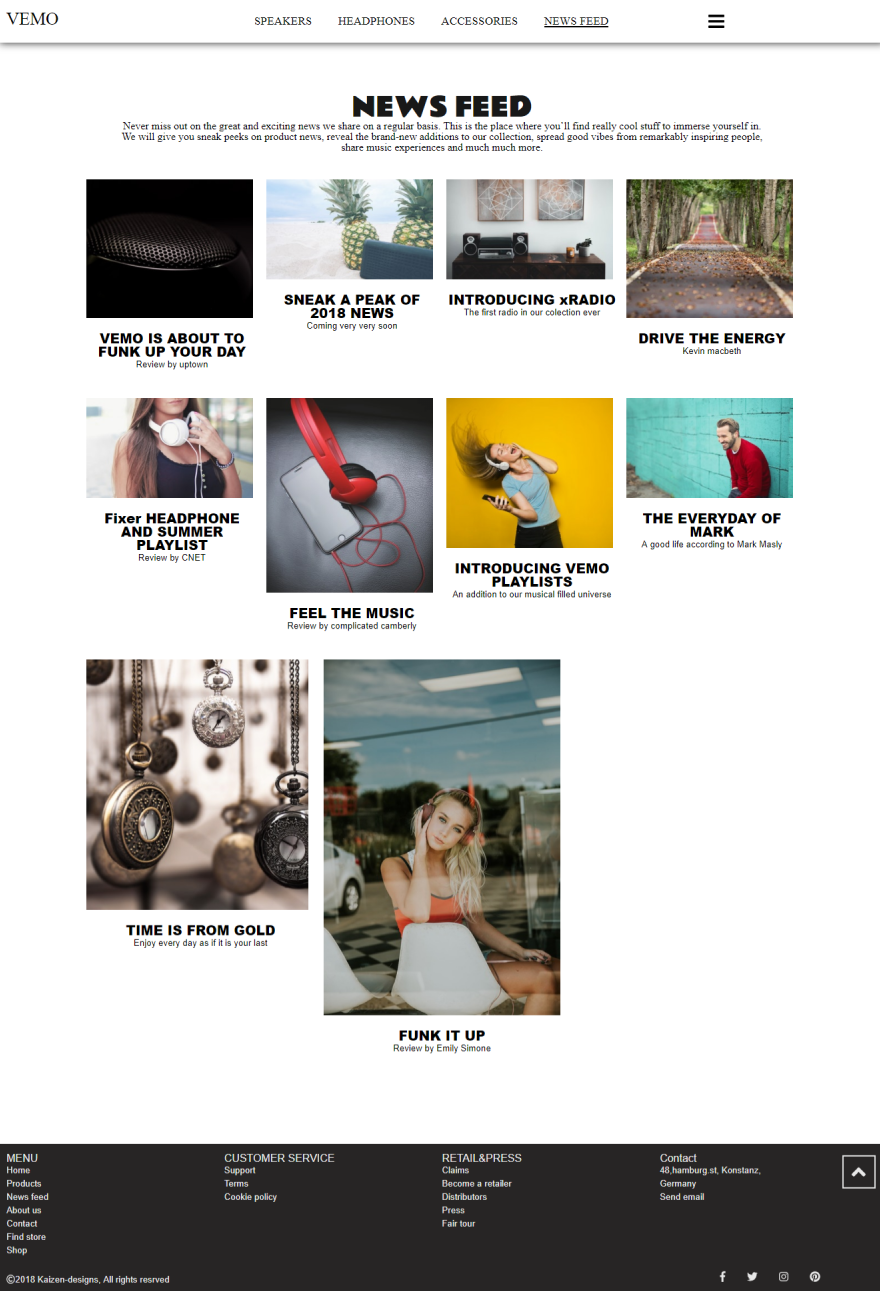 VEMO
SPEAKERS HEADPHONES ACCESSORIES NEWS FEED
NEWS FEED
Never miss out on the great and exciting news we share on a regular basis. This is the place where you'll find really cool stuff to immerse yourself in.
We will give you sneak peeks on product news, reveal the brand-new additions to our collection, spread good vibes from remarkably inspiring people,
share music experiences and much much more.
VEMO IS ABOUT TO
FUNK UP YOUR DAY
Review by uptown
SNEAK A PEAK OF
2018 NEWS
Coming very very soon
INTRODUCING xRADIO
The first radio in our colection ever
DRIVE THE ENERGY
Kevin macbeth
Fixer HEADPHONE
AND SUMMER
PLAYLIST
Review by CNET
FEEL THE MUSIC
Review by complicated camberly
INTRODUCING VEMO
PLAYLISTS
An addition to our musical filled universe
THE EVERYDAY OF
MARK
A good life according to Mark Masly
TIME IS FROM GOLD
Enjoy every day as if it is your last
FUNK IT UP
Review by Emily Simone
MENU
Home
Products
News feed
About us
Contact
Find store
Shop
CUSTOMER SERVICE
Support
Terms
Cookie policy
RETAIL&PRESS
Claims
Become a retailer
Distributors
Press
Fair tour
Contact
48,hamburg.st, Konstanz,
Germany
Send email
©2018 Kaizen-designs, All rights resrved